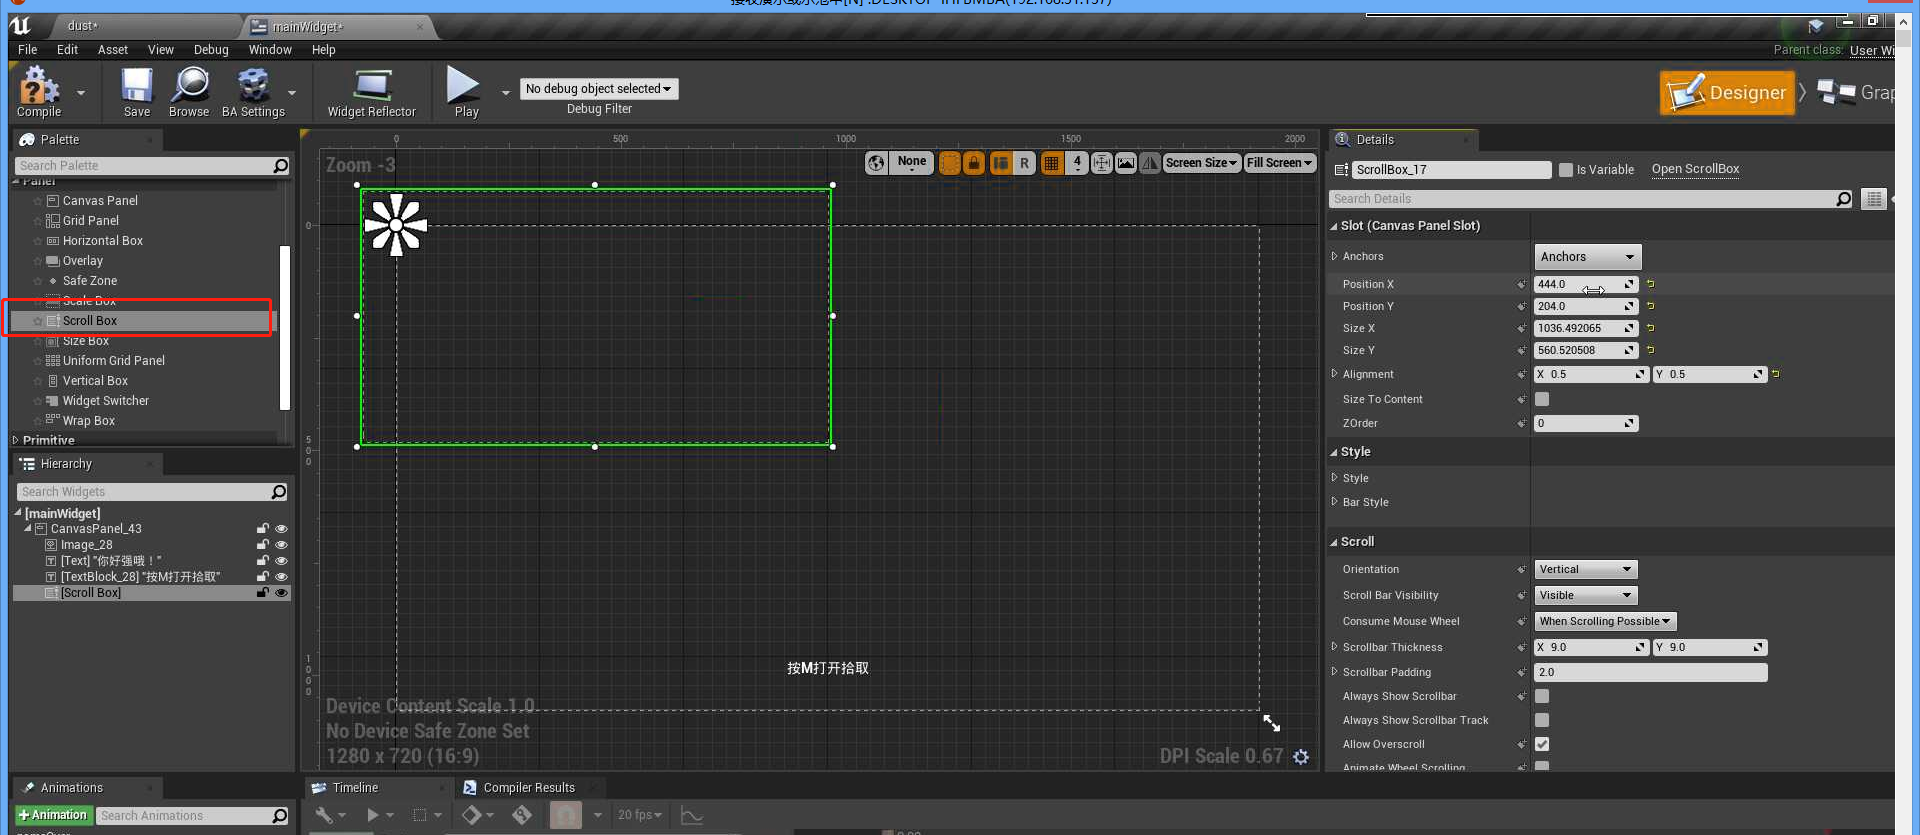 dust*
mainWidget*
File Edit Asset View Debug Window Help
Parent class: User Wi
Compile
Save
Browse
BA Settings
Widget Reflector
Play
No debug object selected
Debug Filter
Designer
Grap
Palette
Search Palette
Panel
Canvas Panel
Grid Panel
Horizontal Box
Overlay
Safe Zone
Scale Box
Scroll Box
Size Box
Uniform Grid Panel
Vertical Box
Widget Switcher
Wrap Box
Primitive
Hierarchy
Search Widgets
[mainWidget]
CanvasPanel_43
Image_28
[Text] "你好强哦！"
[TextBlock_28] "按M打开拾取"
[Scroll Box]
Animations
+ Animation
Search Animations
0 500 1000 1500 2000
Zoom -3
None
R
4
Screen Size
Fill Screen
0
500
1000
按M打开拾取
Device Content Scale 1.0
No Device Safe Zone Set
1280 x 720 (16:9)
DPI Scale 0.67
Timeline
Compiler Results
20 fps
Details
ScrollBox_17
Is Variable
Open ScrollBox
Search Details
Slot (Canvas Panel Slot)
Anchors Anchors
Position X 444.0
Position Y 204.0
Size X 1036.492065
Size Y 560.520508
Alignment X 0.5 Y 0.5
Size To Content
ZOrder 0
Style
Style
Bar Style
Scroll
Orientation Vertical
Scroll Bar Visibility Visible
Consume Mouse Wheel When Scrolling Possible
Scrollbar Thickness X 9.0 Y 9.0
Scrollbar Padding 2.0
Always Show Scrollbar
Always Show Scrollbar Track
Allow Overscroll
Animate Wheel Scrolling